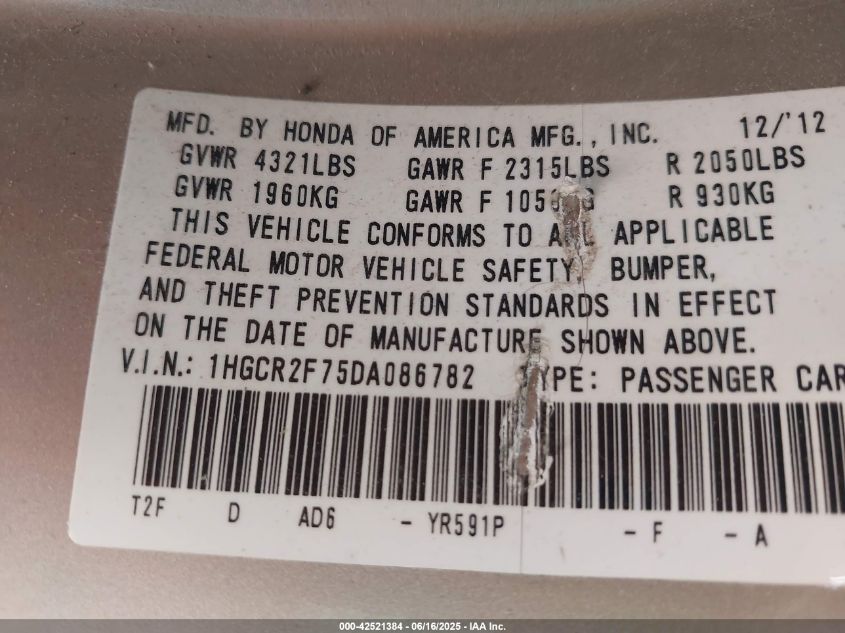 MFD. BY HONDA OF AMERICA MFG., INC. 12/'12
GVWR 4321LBS GAWR F 2315LBS R 2050LBS
GVWR 1960KG GAWR F R 930KG
THIS VEHICLE CONFORMS TO ALL APPLICABLE
FEDERAL MOTOR VEHICLE SAFETY, BUMPER,
AND THEFT PREVENTION STANDARDS IN EFFECT
ON THE DATE OF MANUFACTURE SHOWN ABOVE.
V.I.N.: 1HGCR2F75DA086782 TYPE: PASSENGER CAR
T2F D AD6 - YR591P - F - A
000-42521384 - 06/16/2025 - IAA Inc.